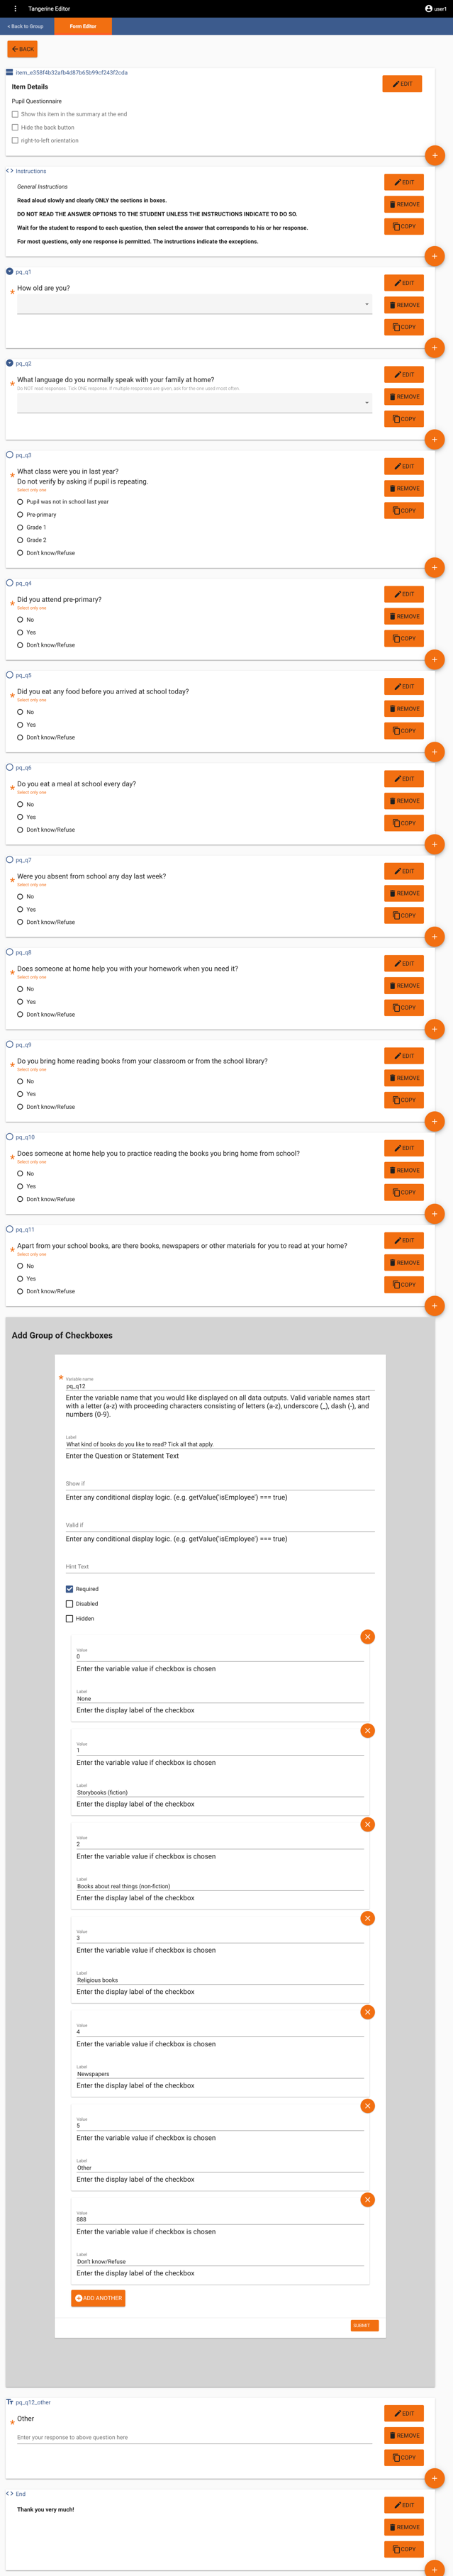 Tangerine Editor
user1
< Back to Group
Form Editor
BACK
item_e358f4b32afb4d87b65b99cf243f2cda
Item Details
EDIT
Pupil Questionnaire
Show this item in the summary at the end
Hide the back button
right-to-left orientation
Instructions
General Instructions
EDIT
Read aloud slowly and clearly ONLY the sections in boxes.
REMOVE
DO NOT READ THE ANSWER OPTIONS TO THE STUDENT UNLESS THE INSTRUCTIONS INDICATE TO DO SO.
Wait for the student to respond to each question, then select the answer that corresponds to his or her response.
COPY
For most questions, only one response is permitted. The instructions indicate the exceptions.
pq_q1
How old are you?
EDIT
REMOVE
COPY
pq_q2
What language do you normally speak with your family at home?
Do NOT read responses. Tick ONE response. If multiple responses are given, ask for the one used most often.
EDIT
REMOVE
COPY
pq_q3
What class were you in last year?
Do not verify by asking if pupil is repeating.
Select only one
Pupil was not in school last year
Pre-primary
Grade 1
Grade 2
Don't know/Refuse
EDIT
REMOVE
COPY
pq_q4
Did you attend pre-primary?
Select only one
No
Yes
Don't know/Refuse
EDIT
REMOVE
COPY
pq_q5
Did you eat any food before you arrived at school today?
Select only one
No
Yes
Don't know/Refuse
EDIT
REMOVE
COPY
pq_q6
Do you eat a meal at school every day?
Select only one
No
Yes
Don't know/Refuse
EDIT
REMOVE
COPY
pq_q7
Were you absent from school any day last week?
Select only one
No
Yes
Don't know/Refuse
EDIT
REMOVE
COPY
pq_q8
Does someone at home help you with your homework when you need it?
Select only one
No
Yes
Don't know/Refuse
EDIT
REMOVE
COPY
pq_q9
Do you bring home reading books from your classroom or from the school library?
Select only one
No
Yes
Don't know/Refuse
EDIT
REMOVE
COPY
pq_q10
Does someone at home help you to practice reading the books you bring home from school?
Select only one
No
Yes
Don't know/Refuse
EDIT
REMOVE
COPY
pq_q11
Apart from your school books, are there books, newspapers or other materials for you to read at your home?
Select only one
No
Yes
Don't know/Refuse
EDIT
REMOVE
COPY
Add Group of Checkboxes
Variable name
pq_q12
Enter the variable name that you would like displayed on all data outputs. Valid variable names start
with a letter (a-z) with proceeding characters consisting of letters (a-z), underscore (_), dash (-), and
numbers (0-9).
Label
What kind of books do you like to read? Tick all that apply.
Enter the Question or Statement Text
Show if
Enter any conditional display logic. (e.g. getValue('isEmployee') === true)
Valid if
Enter any conditional display logic. (e.g. getValue('isEmployee') === true)
Hint Text
Required
Disabled
Hidden
Value
0
Enter the variable value if checkbox is chosen
Label
None
Enter the display label of the checkbox
Value
1
Enter the variable value if checkbox is chosen
Label
Storybooks (fiction)
Enter the display label of the checkbox
Value
2
Enter the variable value if checkbox is chosen
Label
Books about real things (non-fiction)
Enter the display label of the checkbox
Value
3
Enter the variable value if checkbox is chosen
Label
Religious books
Enter the display label of the checkbox
Value
4
Enter the variable value if checkbox is chosen
Label
Newspapers
Enter the display label of the checkbox
Value
5
Enter the variable value if checkbox is chosen
Label
Other
Enter the display label of the checkbox
Value
888
Enter the variable value if checkbox is chosen
Label
Don't know/Refuse
Enter the display label of the checkbox
ADD ANOTHER
SUBMIT
Tт pq_q12_other
Other
Enter your response to above question here
EDIT
REMOVE
COPY
End
Thank you very much!
EDIT
REMOVE
COPY